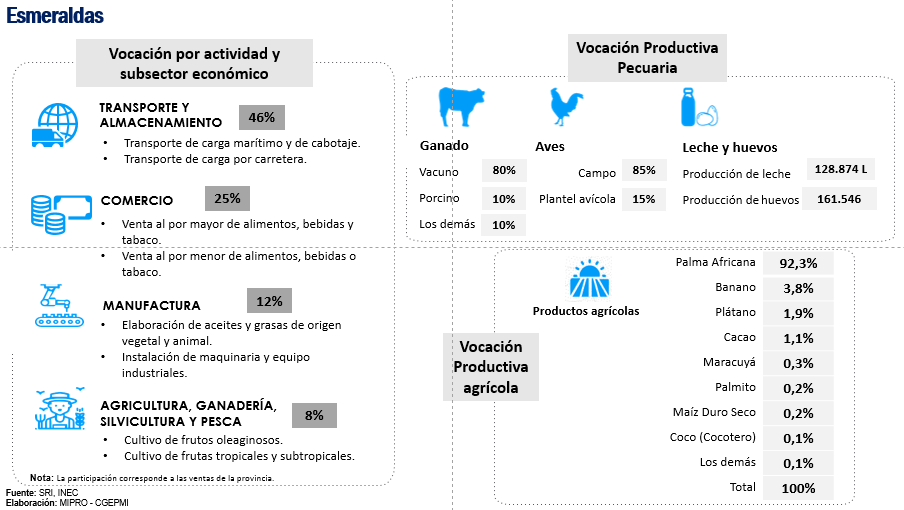 Esmeraldas
Vocación por actividad y
subsector económico
TRANSPORTE Y
ALMACENAMIENTO 46%
• Transporte de carga marítimo y de cabotaje.
• Transporte de carga por carretera.
COMERCIO 25%
• Venta al por mayor de alimentos, bebidas y
tabaco.
• Venta al por menor de alimentos, bebidas o
tabaco.
MANUFACTURA 12%
• Elaboración de aceites y grasas de origen
vegetal y animal.
• Instalación de maquinaria y equipo
industriales.
AGRICULTURA, GANADERÍA,
SILVICULTURA Y PESCA 8%
• Cultivo de frutos oleaginosos.
• Cultivo de frutas tropicales y subtropicales.
Nota: La participación corresponde a las ventas de la provincia.
Fuente: SRI, INEC
Elaboración: MIPRO - CGEPMI
Vocación Productiva
Pecuaria
Ganado
Vacuno 80%
Porcino 10%
Los demás 10%
Aves
Campo 85%
Plantel avícola 15%
Leche y huevos
Producción de leche 128.874 L
Producción de huevos 161.546
Vocación
Productiva
agrícola
Productos agrícolas
Palma Africana 92,3%
Banano 3,8%
Plátano 1,9%
Cacao 1,1%
Maracuyá 0,3%
Palmito 0,2%
Maíz Duro Seco 0,2%
Coco (Cocotero) 0,1%
Los demás 0,1%
Total 100%